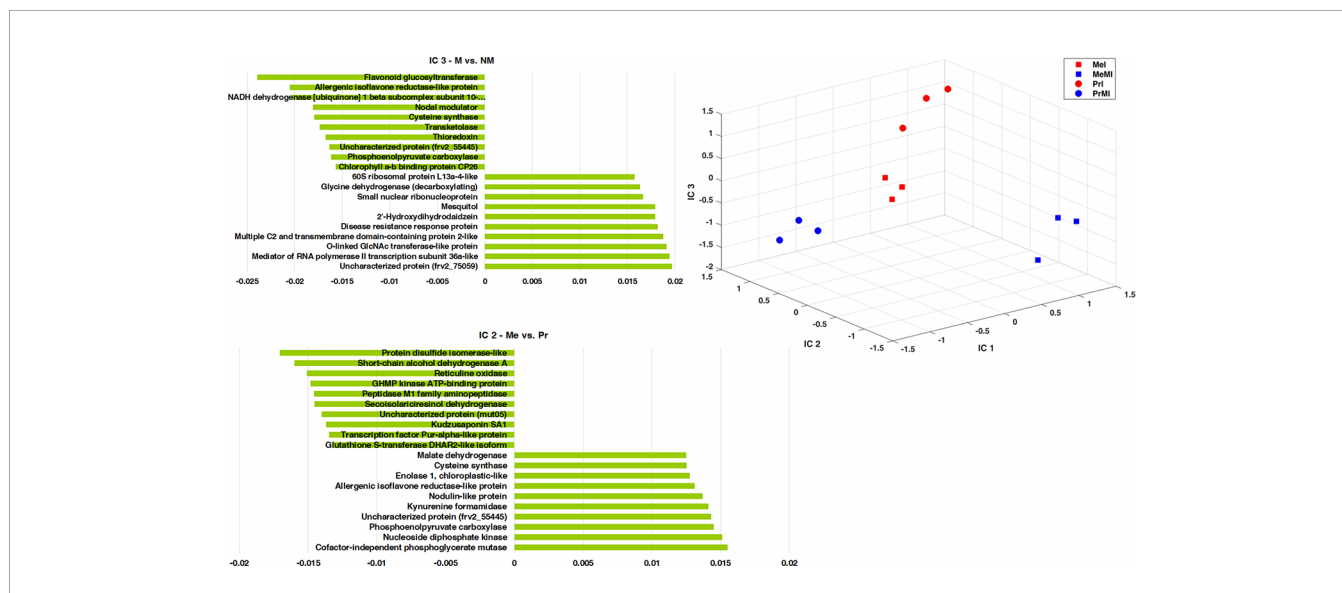 IC 3 - M vs. NM
Flavonoid glucosyltransferase
Allergenic isoflavone reductase-like protein
NADH dehydrogenase [ubiquinone] 1 beta subcomplex subunit 10-...
Nodal modulator
Cysteine synthase
Transketolase
Thioredoxin
Uncharacterized protein (frv2_55445)
Phosphoenolpyruvate carboxylase
Chlorophyll a-b binding protein CP26
60S ribosomal protein L13a-4-like
Glycine dehydrogenase (decarboxylating)
Small nuclear ribonucleoprotein
Mesquitol
2'-Hydroxydihydrodaidzein
Disease resistance response protein
Multiple C2 and transmembrane domain-containing protein 2-like
O-linked GlcNAc transferase-like protein
Mediator of RNA polymerase II transcription subunit 36a-like
Uncharacterized protein (frv2_75059)
-0.025 -0.02 -0.015 -0.01 -0.005 0 0.005 0.01 0.015 0.02
MeI
MeMI
PrI
PrMI
1.5
1
0.5
0
-0.5
-1
-1.5
-2
IC 3
1.5
1
0.5
0
-0.5
-1
-1.5
IC 2
-1.5
-1
-0.5
0
0.5
1
1.5
IC 1
IC 2 - Me vs. Pr
Protein disulfide isomerase-like
Short-chain alcohol dehydrogenase A
Reticuline oxidase
GHMP kinase ATP-binding protein
Peptidase M1 family aminopeptidase
Secoisolariciresinol dehydrogenase
Uncharacterized protein (mut05)
Kudzusaponin SA1
Transcription factor Pur-alpha-like protein
Glutathione S-transferase DHAR2-like isoform
Malate dehydrogenase
Cysteine synthase
Enolase 1, chloroplastic-like
Allergenic isoflavone reductase-like protein
Nodulin-like protein
Kynurenine formamidase
Uncharacterized protein (frv2_55445)
Phosphoenolpyruvate carboxylase
Nucleoside diphosphate kinase
Cofactor-independent phosphoglycerate mutase
-0.02 -0.015 -0.01 -0.005 0 0.005 0.01 0.015 0.02